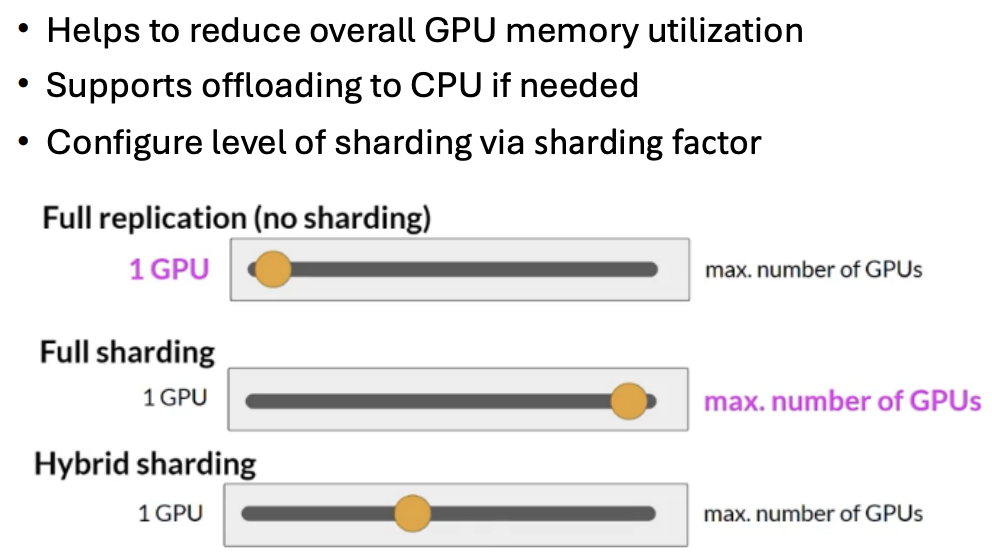 • Helps to reduce overall GPU memory utilization
• Supports offloading to CPU if needed
• Configure level of sharding via sharding factor
Full replication (no sharding)
1 GPU max. number of GPUs
Full sharding
1 GPU max. number of GPUs
Hybrid sharding
1 GPU max. number of GPUs